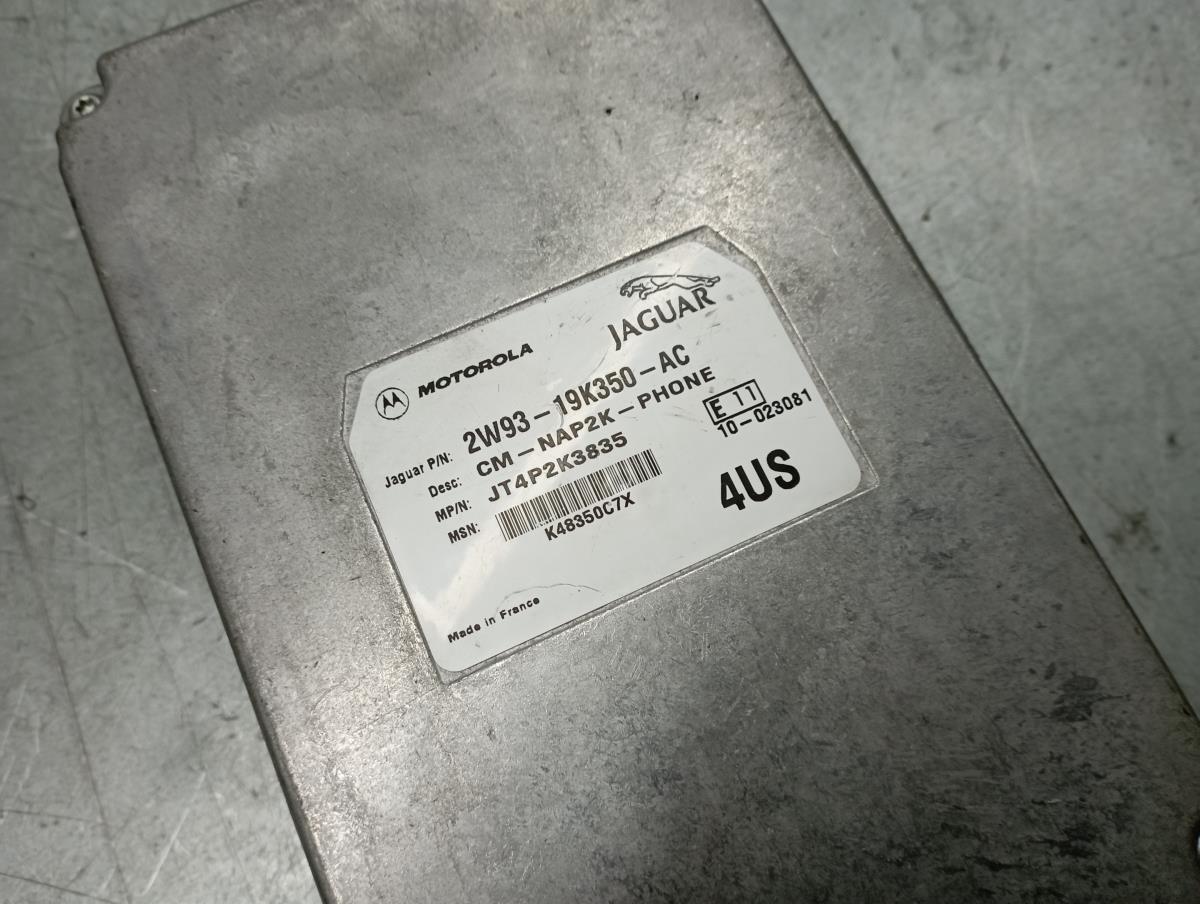 MOTOROLA
JAGUAR
Jaguar P/N: 2W93-19K350-AC
Desc: CM-NAP2K-PHONE
MP/N: JT4P2K3835
E 11
10-023081
MSN:
K48350C7X
4US
Made in France